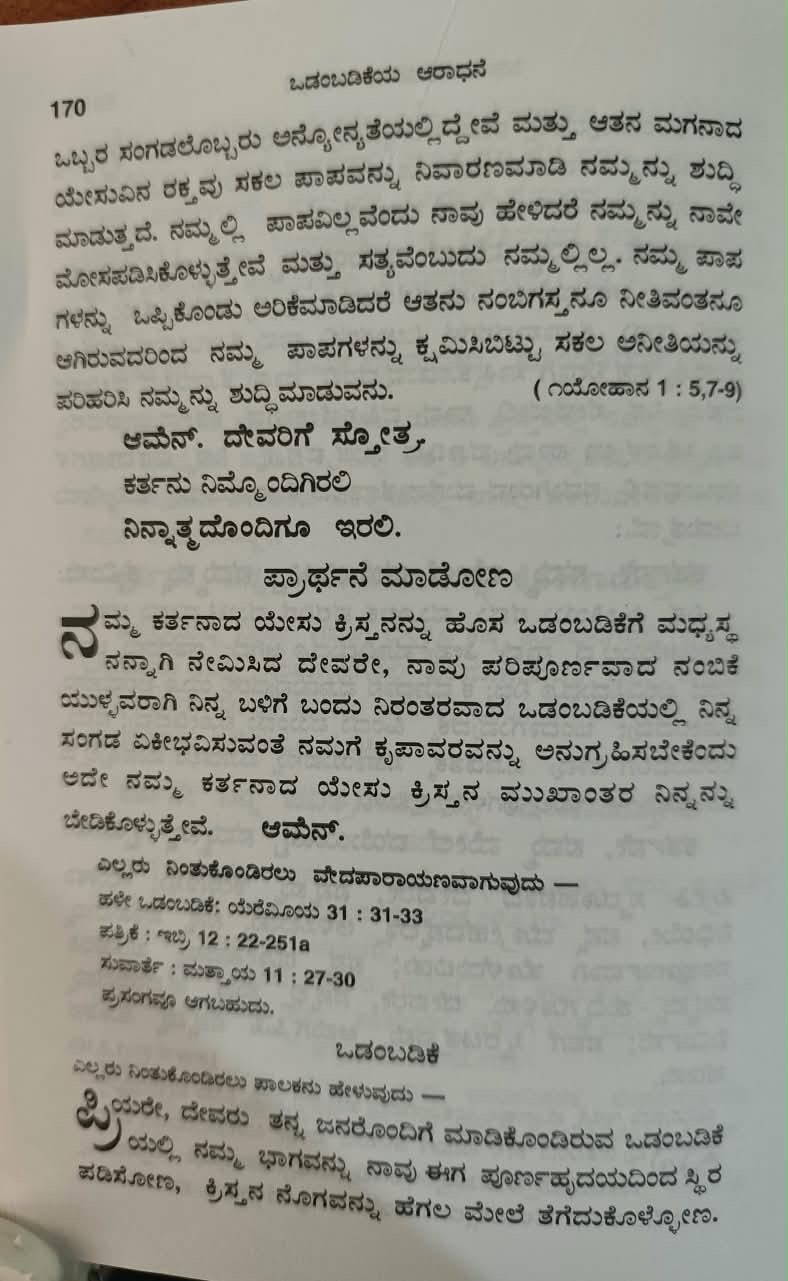 170
ಒಡಂಬಡಿಕೆಯ ಆರಾಧನೆ
ಒಬ್ಬರ ಸಂಗಡಲೊಬ್ಬರು ಅನ್ಯೋನ್ಯತೆಯಲ್ಲಿದ್ದೇವೆ ಮತ್ತು ಆತನ ಮಗನಾದ
ಯೇಸುವಿನ ರಕ್ತವು ಸಕಲ ಪಾಪವನ್ನು ನಿವಾರಣಮಾಡಿ ನಮ್ಮನ್ನು ಶುದ್ಧಿ
ಮಾಡುತ್ತದೆ. ನಮ್ಮಲ್ಲಿ ಪಾಪವಿಲ್ಲವೆಂದು ನಾವು ಹೇಳಿದರೆ ನಮ್ಮನ್ನು ನಾವೇ
ಮೋಸಪಡಿಸಿಕೊಳ್ಳುತ್ತೇವೆ ಮತ್ತು ಸತ್ಯವೆಂಬುದು ನಮ್ಮಲ್ಲಿಲ್ಲ. ನಮ್ಮ ಪಾಪ
ಗಳನ್ನು ಒಪ್ಪಿಕೊಂಡು ಅರಿಕೆಮಾಡಿದರೆ ಆತನು ನಂಬಿಗಸ್ತನೂ ನೀತಿವಂತನೂ
ಆಗಿರುವದರಿಂದ ನಮ್ಮ ಪಾಪಗಳನ್ನು ಕ್ಷಮಿಸಿಬಿಟ್ಟು ಸಕಲ ಅನೀತಿಯನ್ನು
ಪರಿಹರಿಸಿ ನಮ್ಮನ್ನು ಶುದ್ಧಿಮಾಡುವನು. (೧ಯೋಹಾನ 1 : 5,7-9)
ಆಮೆನ್. ದೇವರಿಗೆ ಸ್ತೋತ್ರ.
ಕರ್ತನು ನಿಮ್ಮೊಂದಿಗಿರಲಿ
ನಿನ್ನಾತ್ಮದೊಂದಿಗೂ ಇರಲಿ.
ಪ್ರಾರ್ಥನೆ ಮಾಡೋಣ
ನಮ್ಮ ಕರ್ತನಾದ ಯೇಸು ಕ್ರಿಸ್ತನನ್ನು ಹೊಸ ಒಡಂಬಡಿಕೆಗೆ ಮಧ್ಯಸ್ಥ
ನನ್ನಾಗಿ ನೇಮಿಸಿದ ದೇವರೇ, ನಾವು ಪರಿಪೂರ್ಣವಾದ ನಂಬಿಕೆ
ಯುಳ್ಳವರಾಗಿ ನಿನ್ನ ಬಳಿಗೆ ಬಂದು ನಿರಂತರವಾದ ಒಡಂಬಡಿಕೆಯಲ್ಲಿ ನಿನ್ನ
ಸಂಗಡ ಏಕೀಭವಿಸುವಂತೆ ನಮಗೆ ಕೃಪಾವರವನ್ನು ಅನುಗ್ರಹಿಸಬೇಕೆಂದು
ಅದೇ ನಮ್ಮ ಕರ್ತನಾದ ಯೇಸು ಕ್ರಿಸ್ತನ ಮುಖಾಂತರ ನಿನ್ನನ್ನು
ಬೇಡಿಕೊಳ್ಳುತ್ತೇವೆ. ಆಮೆನ್.
ಎಲ್ಲರು ನಿಂತುಕೊಂಡಿರಲು ವೇದಪಾರಾಯಣವಾಗುವುದು —
ಹಳೇ ಒಡಂಬಡಿಕೆ: ಯೆರೆಮೀಯ 31 : 31-33
ಪತ್ರಿಕೆ : ಇಬ್ರಿ 12 : 22-251a
ಸುವಾರ್ತೆ : ಮತ್ತಾಯ 11 : 27-30
ಪ್ರಸಂಗವೂ ಆಗಬಹುದು.
ಒಡಂಬಡಿಕೆ
ಎಲ್ಲರು ನಿಂತುಕೊಂಡಿರಲು ಪಾಲಕನು ಹೇಳುವುದು —
ಪ್ರಿಯರೇ, ದೇವರು ತನ್ನ ಜನರೊಂದಿಗೆ ಮಾಡಿಕೊಂಡಿರುವ ಒಡಂಬಡಿಕೆ
ಯಲ್ಲಿ ನಮ್ಮ ಭಾಗವನ್ನು ನಾವು ಈಗ ಪೂರ್ಣಹೃದಯದಿಂದ ಸ್ಥಿರ
ಪಡಿಸೋಣ, ಕ್ರಿಸ್ತನ ನೊಗವನ್ನು ಹೆಗಲ ಮೇಲೆ ತೆಗೆದುಕೊಳ್ಳೋಣ.